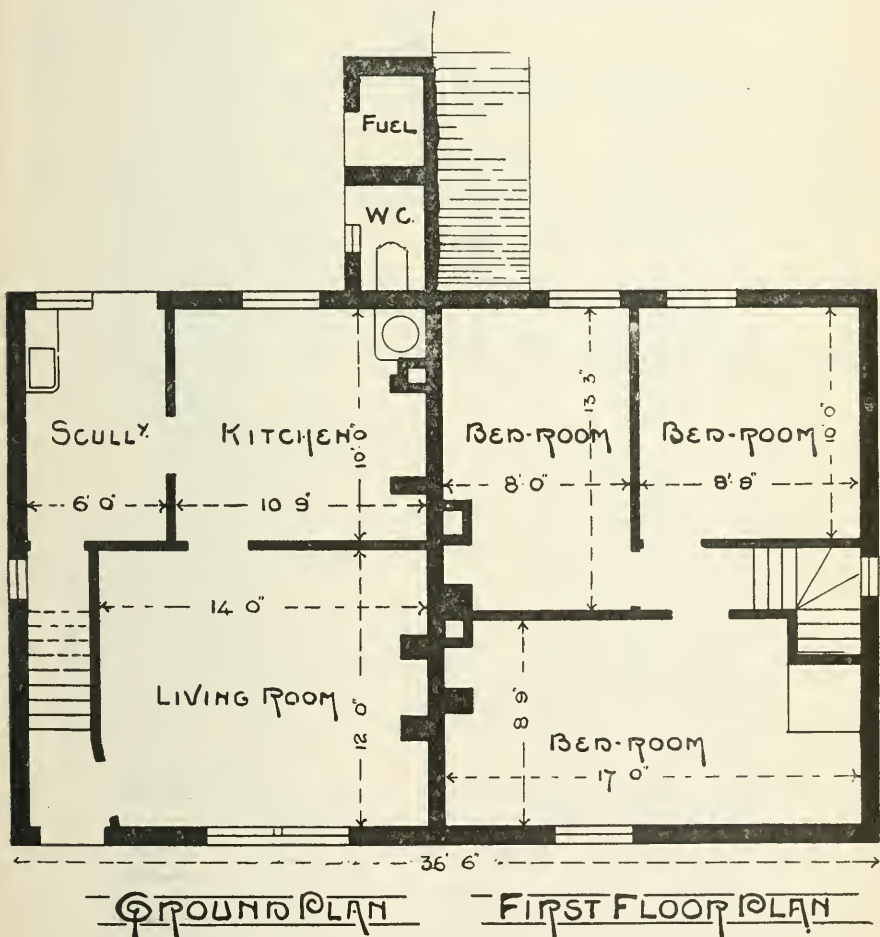 FUEL
W.C.
SCULLY.
KITCHEN
BED-ROOM
BED-ROOM
10' 0"
13' 3"
10' 0"
6' 0"
10' 9"
8' 0"
8' 8"
14' 0"
LIVING ROOM
12' 0"
8' 9"
BED-ROOM
17' 0"
36' 6"
GROUND PLAN
FIRST FLOOR PLAN